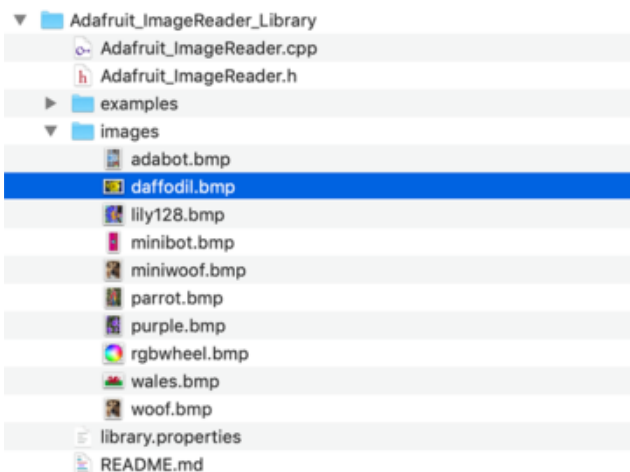 Adafruit_ImageReader_Library
Adafruit_ImageReader.cpp
Adafruit_ImageReader.h
examples
images
adabot.bmp
daffodil.bmp
lily128.bmp
minibot.bmp
miniwoof.bmp
parrot.bmp
purple.bmp
rgbwheel.bmp
wales.bmp
woof.bmp
library.properties
README.md